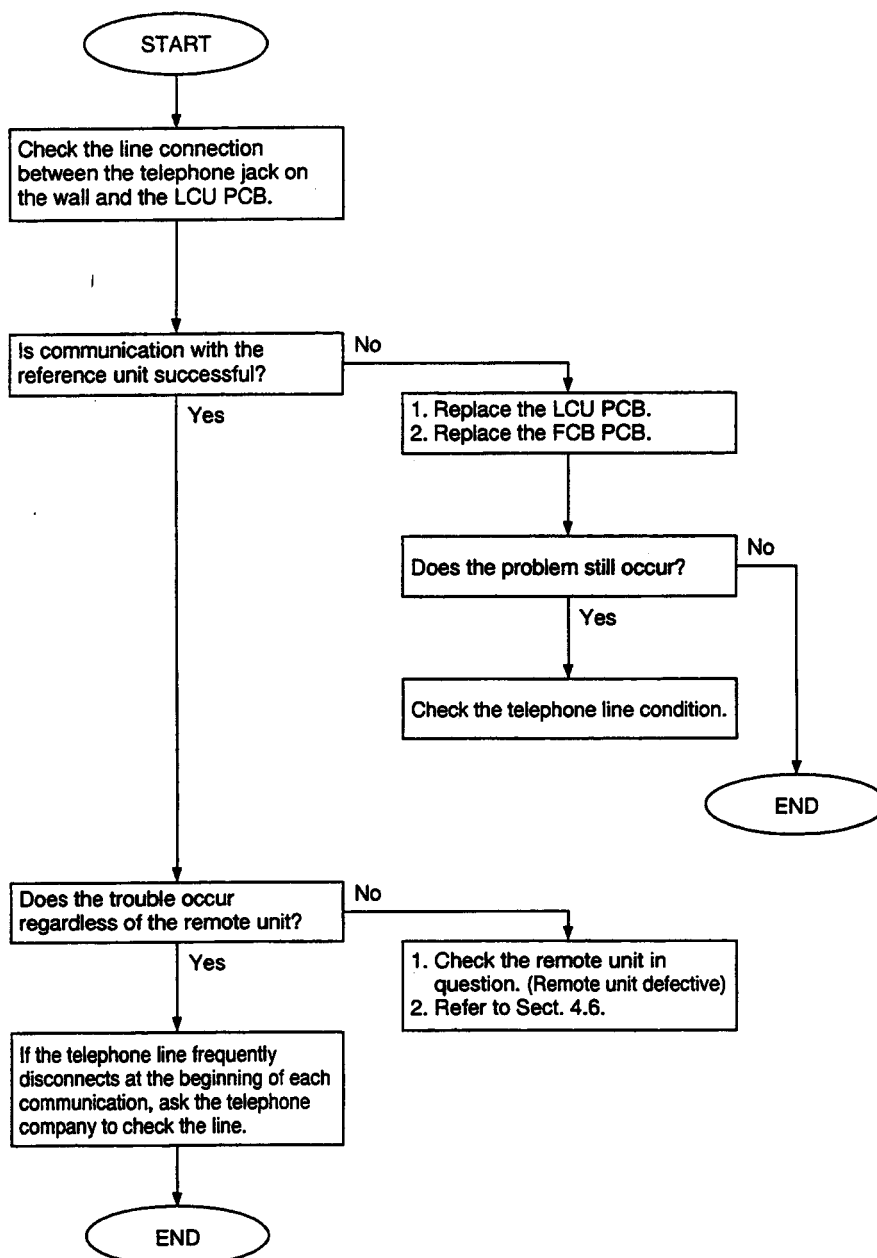 START
Check the line connection
between the telephone jack on
the wall and the LCU PCB.
Is communication with the
reference unit successful?
No
Yes
1. Replace the LCU PCB.
2. Replace the FCB PCB.
Does the problem still occur?
No
Yes
Check the telephone line condition.
END
Does the trouble occur
regardless of the remote unit?
No
Yes
1. Check the remote unit in
question. (Remote unit defective)
2. Refer to Sect. 4.6.
If the telephone line frequently
disconnects at the beginning of each
communication, ask the telephone
company to check the line.
END